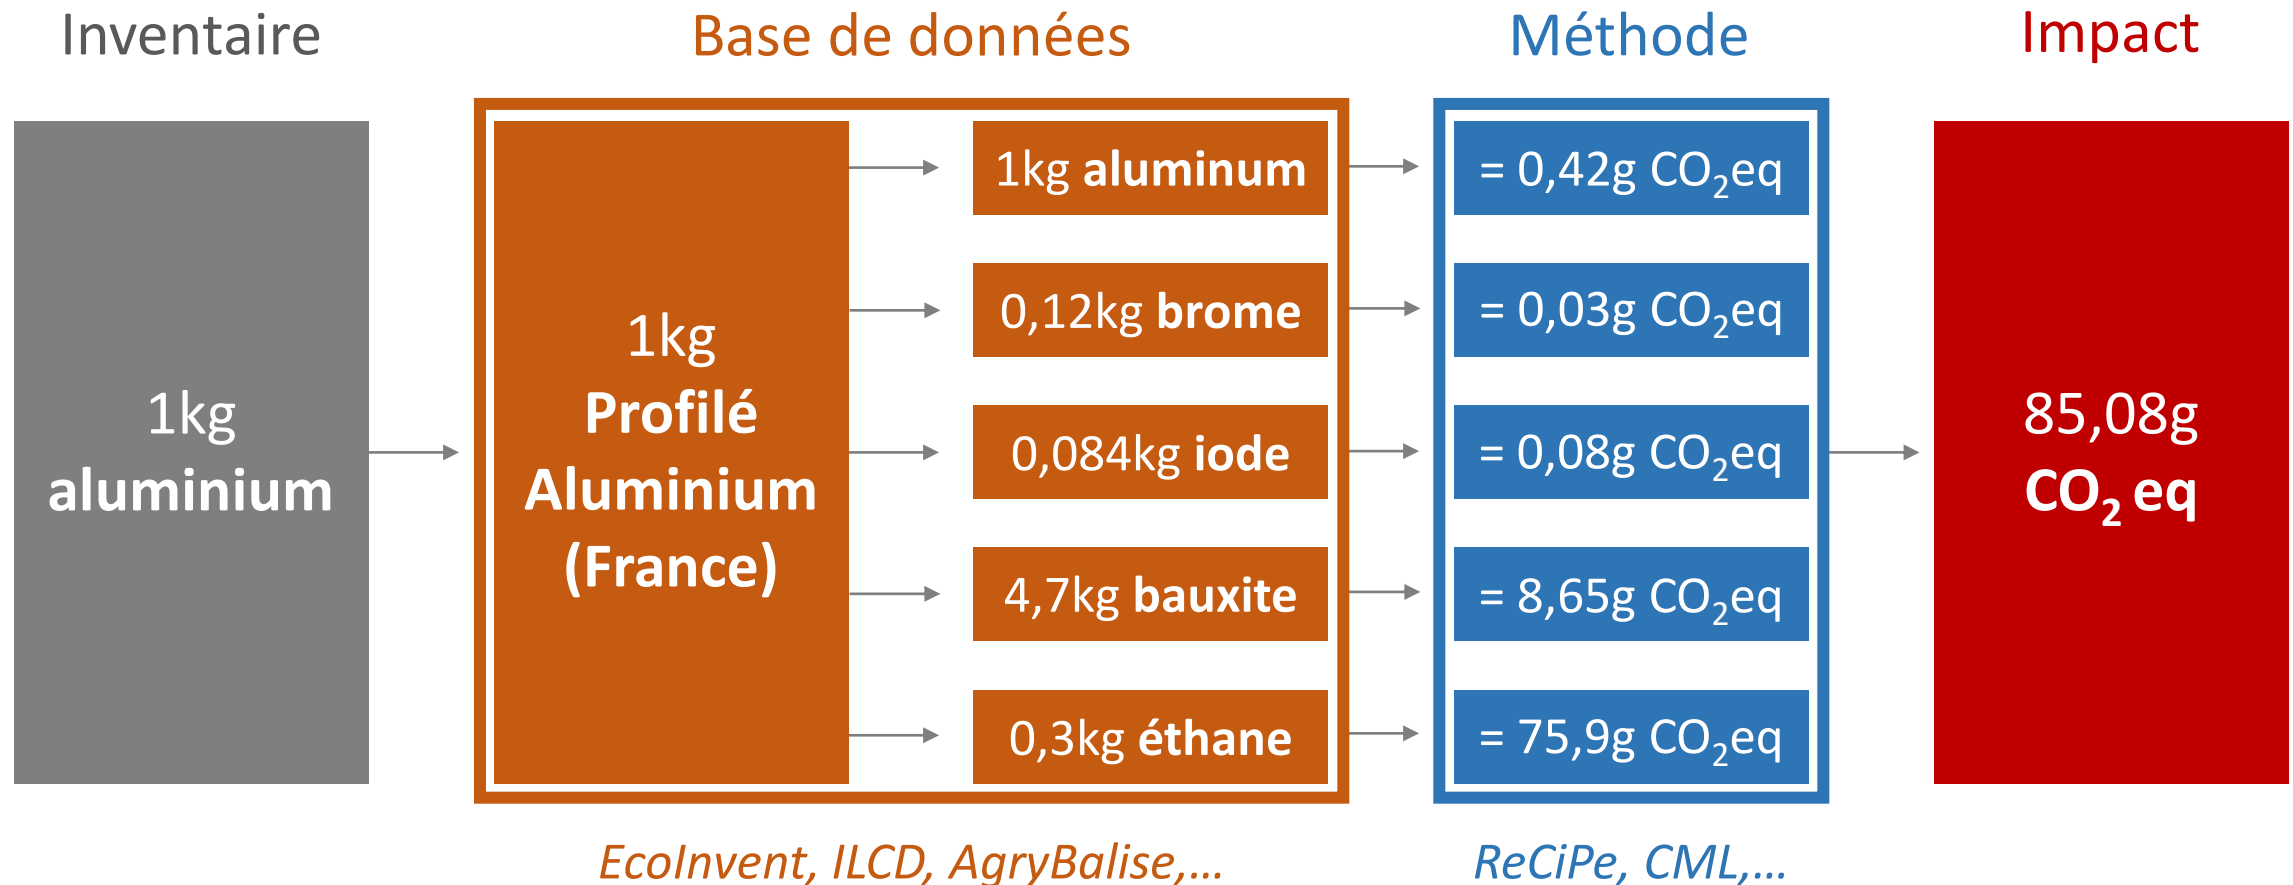 Inventaire
Base de données
Méthode
Impact
1kg
aluminium
1kg
Profilé
Aluminium
(France)
1kg aluminum
0,12kg brome
0,084kg iode
4,7kg bauxite
0,3kg éthane
= 0,42g CO₂eq
= 0,03g CO₂eq
= 0,08g CO₂eq
= 8,65g CO₂eq
= 75,9g CO₂eq
85,08g
CO₂ eq
EcoInvent, ILCD, AgryBalise,...
ReCiPe, CML,...